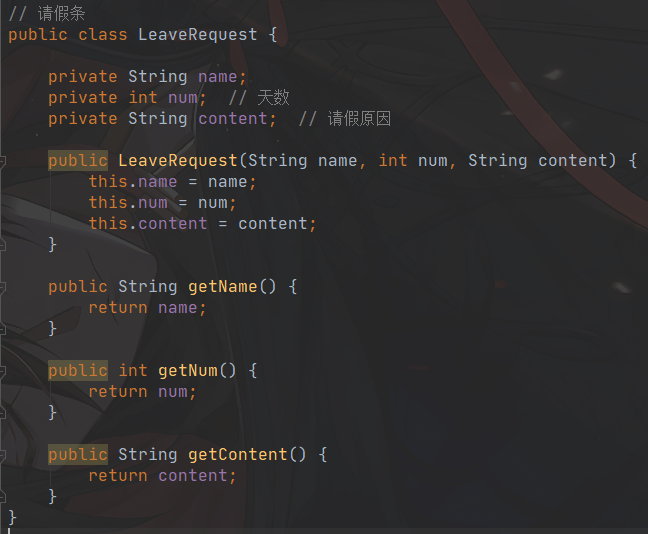 // 请假条
public class LeaveRequest {
    private String name;
    private int num;  // 天数
    private String content;  // 请假原因
    public LeaveRequest(String name, int num, String content) {
        this.name = name;
        this.num = num;
        this.content = content;
    }
    public String getName() {
        return name;
    }
    public int getNum() {
        return num;
    }
    public String getContent() {
        return content;
    }
}